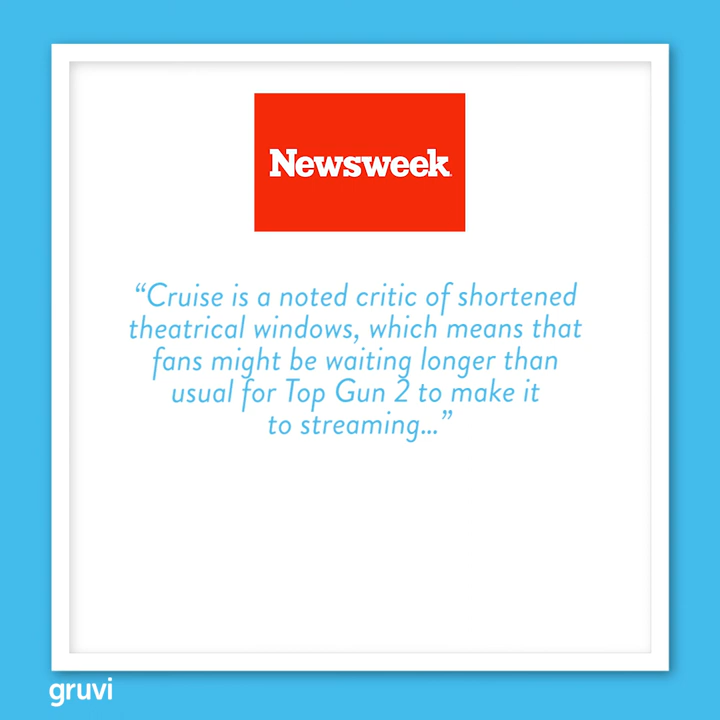 Newsweek
“Cruise is a noted critic of shortened
theatrical windows, which means that
fans might be waiting longer than
usual for Top Gun 2 to make it
to streaming...”
gruvi